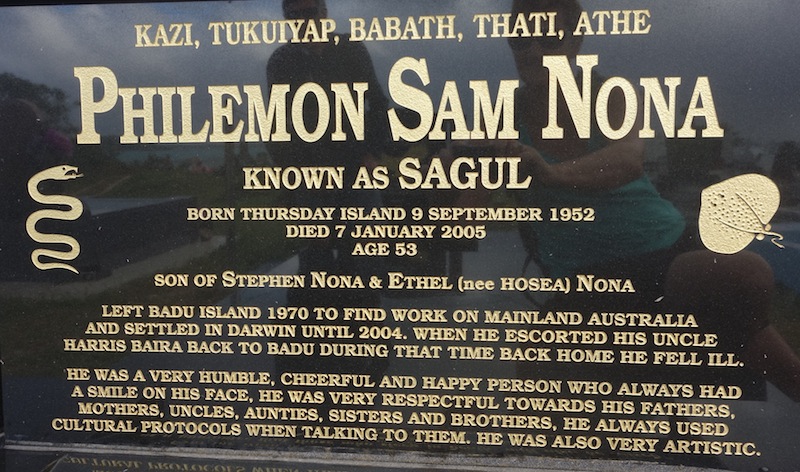 KAZI, TUKUIYAP, BABATH, THATI, ATHE
PHILEMON SAM NONA
KNOWN AS SAGUL
BORN THURSDAY ISLAND 9 SEPTEMBER 1952
DIED 7 JANUARY 2005
AGE 53
SON OF STEPHEN NONA & ETHEL (nee HOSEA) NONA
LEFT BADU ISLAND 1970 TO FIND WORK ON MAINLAND AUSTRALIA
AND SETTLED IN DARWIN UNTIL 2004. WHEN HE ESCORTED HIS UNCLE
HARRIS BAIRA BACK TO BADU DURING THAT TIME BACK HOME HE FELL ILL.
HE WAS A VERY HUMBLE, CHEERFUL AND HAPPY PERSON WHO ALWAYS HAD
A SMILE ON HIS FACE, HE WAS VERY RESPECTFUL TOWARDS HIS FATHERS,
MOTHERS, UNCLES, AUNTIES, SISTERS AND BROTHERS, HE ALWAYS USED
CULTURAL PROTOCOLS WHEN TALKING TO THEM. HE WAS ALSO VERY ARTISTIC.